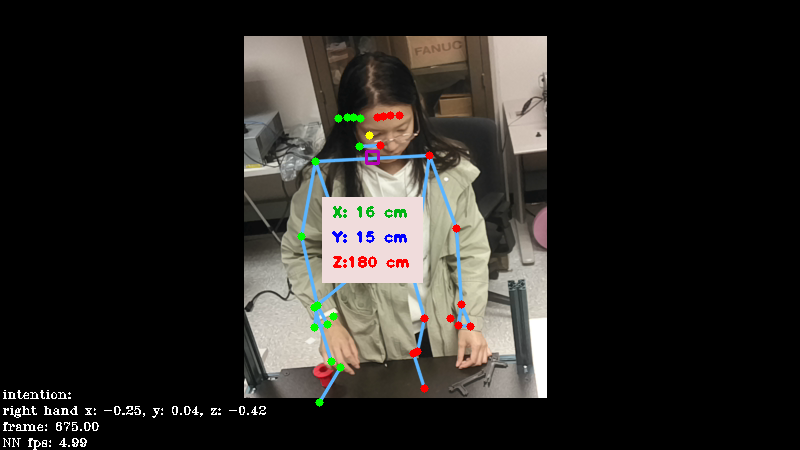 FANUC
X: 16 cm
Y: 15 cm
Z:180 cm
intention:
right hand x: -0.25, y: 0.04, z: -0.42
frame: 675.00
NN fps: 4.99